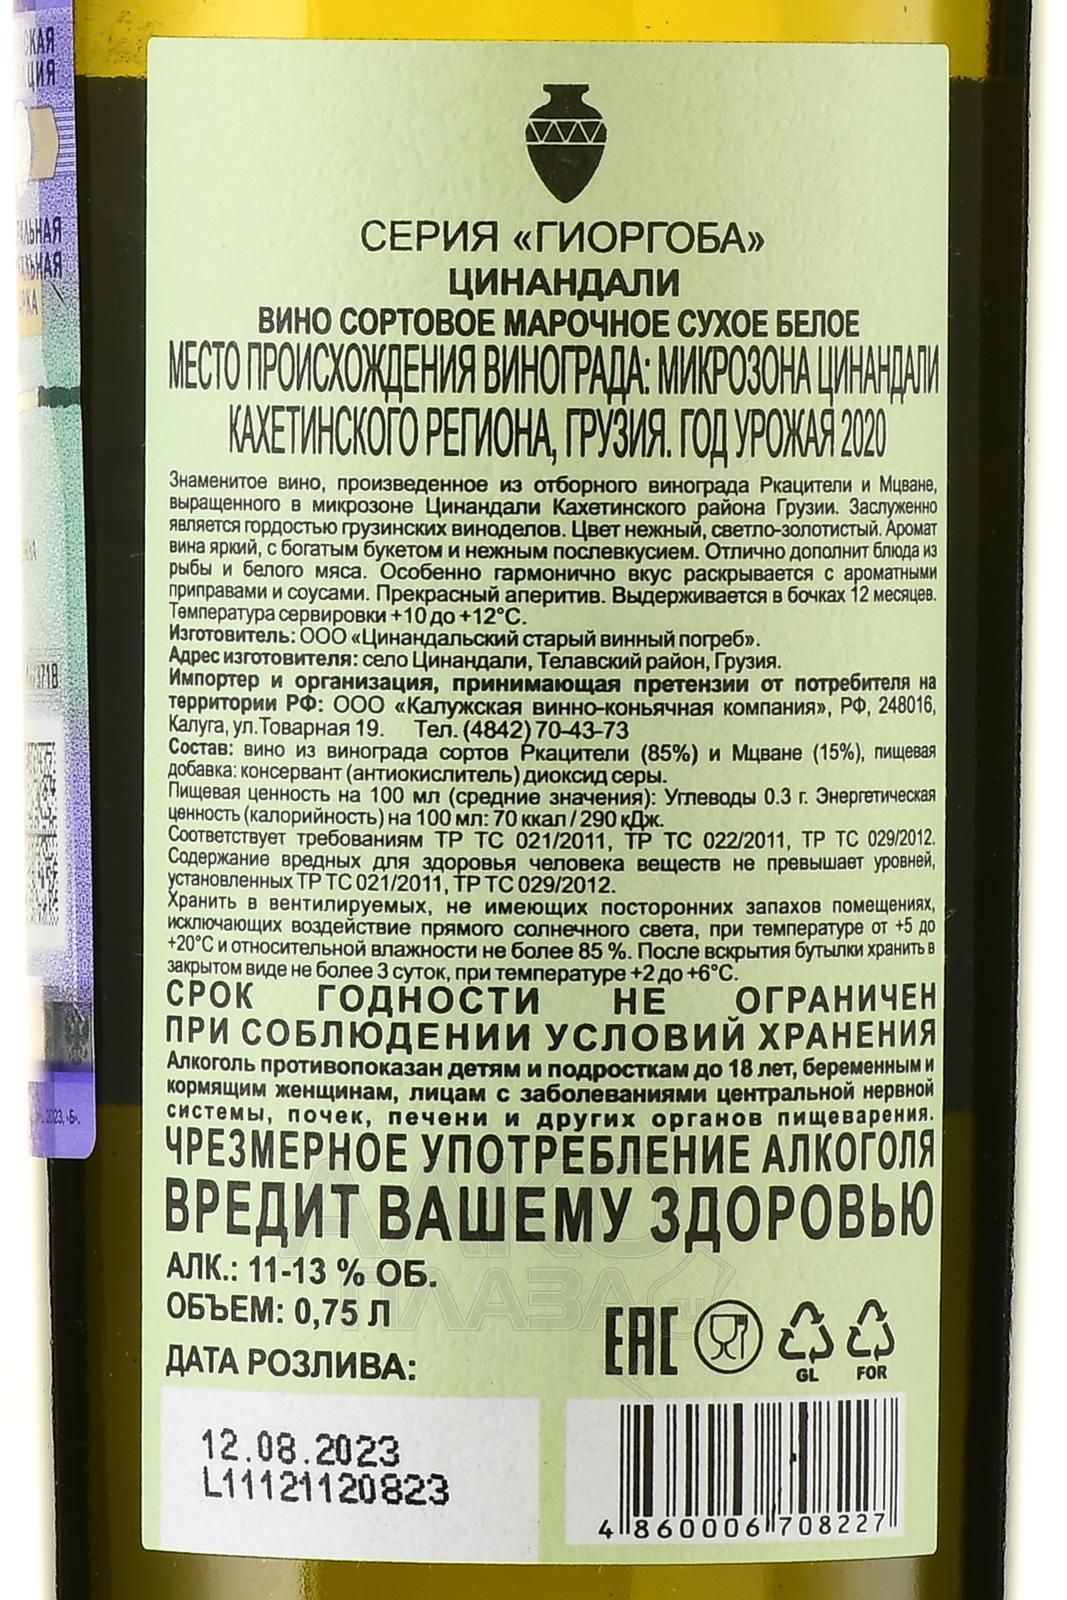 СКАЯ
ЦИЯ
АЛЬНАЯ
АЛЬНАЯ
АРКА
СЕРИЯ «ГИОРГОБА»
ЦИНАНДАЛИ
ВИНО СОРТОВОЕ МАРОЧНОЕ СУХОЕ БЕЛОЕ
МЕСТО ПРОИСХОЖДЕНИЯ ВИНОГРАДА: МИКРОЗОНА ЦИНАНДАЛИ
КАХЕТИНСКОГО РЕГИОНА, ГРУЗИЯ. ГОД УРОЖАЯ 2020
Знаменитое вино, произведенное из отборного винограда Ркацители и Мцване,
выращенного в микрозоне Цинандали Кахетинского района Грузии. Заслуженно
является гордостью грузинских виноделов. Цвет нежный, светло-золотистый. Аромат
вина яркий, с богатым букетом и нежным послевкусием. Отлично дополнит блюда из
рыбы и белого мяса. Особенно гармонично вкус раскрывается с ароматными
приправами и соусами. Прекрасный аперитив. Выдерживается в бочках 12 месяцев.
Температура сервировки +10 до +12°С.
Изготовитель: ООО «Цинандальский старый винный погреб».
Адрес изготовителя: село Цинандали, Телавский район, Грузия.
Импортер и организация, принимающая претензии от потребителя на
территории РФ: ООО «Калужская винно-коньячная компания», РФ, 248016,
Калуга, ул.Товарная 19. Тел. (4842) 70-43-73
Состав: вино из винограда сортов Ркацители (85%) и Мцване (15%), пищевая
добавка: консервант (антиокислитель) диоксид серы.
Пищевая ценность на 100 мл (средние значения): Углеводы 0.3 г. Энергетическая
ценность (калорийность) на 100 мл: 70 ккал / 290 кДж.
Соответствует требованиям ТР ТС 021/2011, ТР ТС 022/2011, ТР ТС 029/2012.
Содержание вредных для здоровья человека веществ не превышает уровней,
установленных ТР ТС 021/2011, ТР ТС 029/2012.
Хранить в вентилируемых, не имеющих посторонних запахов помещениях,
исключающих воздействие прямого солнечного света, при температуре от +5 до
+20°С и относительной влажности не более 85 %. После вскрытия бутылки хранить в
закрытом виде не более 3 суток, при температуре +2 до +6°С.
СРОК ГОДНОСТИ НЕ ОГРАНИЧЕН
ПРИ СОБЛЮДЕНИИ УСЛОВИЙ ХРАНЕНИЯ
Алкоголь противопоказан детям и подросткам до 18 лет, беременным и
кормящим женщинам, лицам с заболеваниями центральной нервной
системы, почек, печени и других органов пищеварения.
ЧРЕЗМЕРНОЕ УПОТРЕБЛЕНИЕ АЛКОГОЛЯ
ВРЕДИТ ВАШЕМУ ЗДОРОВЬЮ
АЛКО
ПЛАЗА.ru
АЛК.: 11-13 % ОБ.
ОБЪЕМ: 0,75 Л
ДАТА РОЗЛИВА:
EAC
GL FOR
12.08.2023
L11121120823
4 860006 708227
2023, «Б».